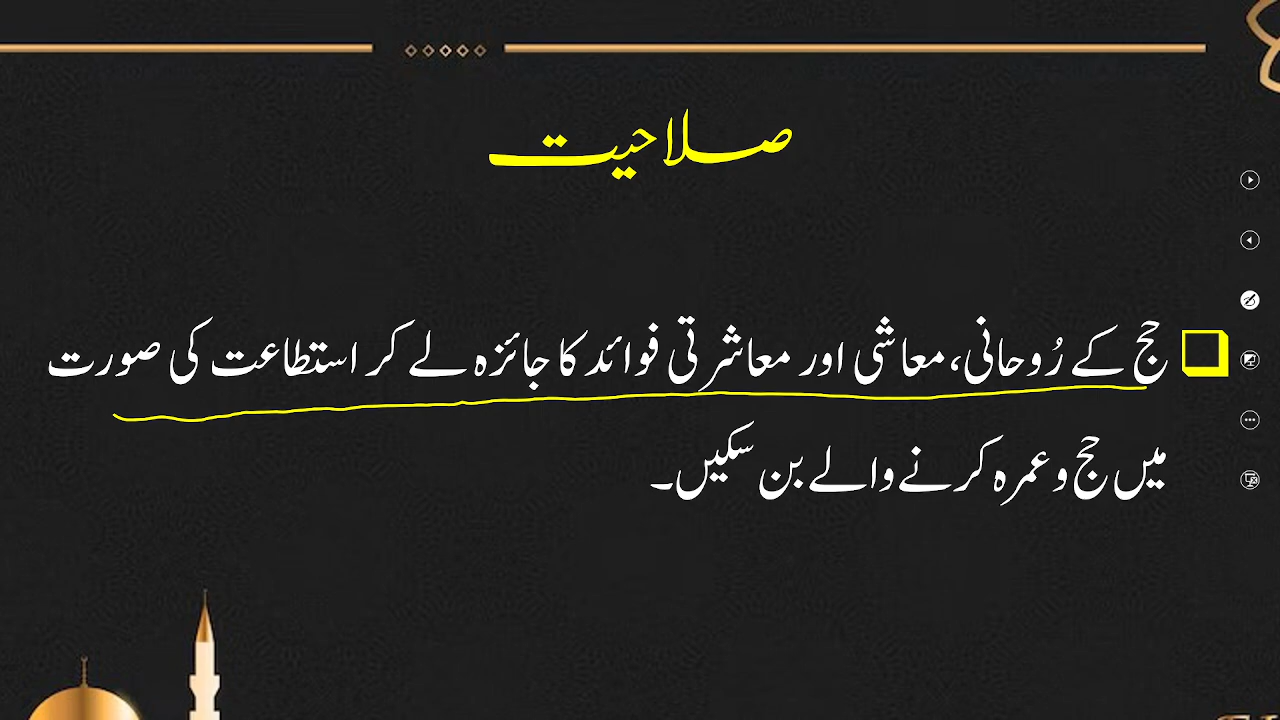 صلاحیت
حج کے رُوحانی، معاشی اور معاشرتی فوائد کا جائزہ لے کر استطاعت کی صورت
میں حج و عمرہ کرنے والے بن سکیں۔